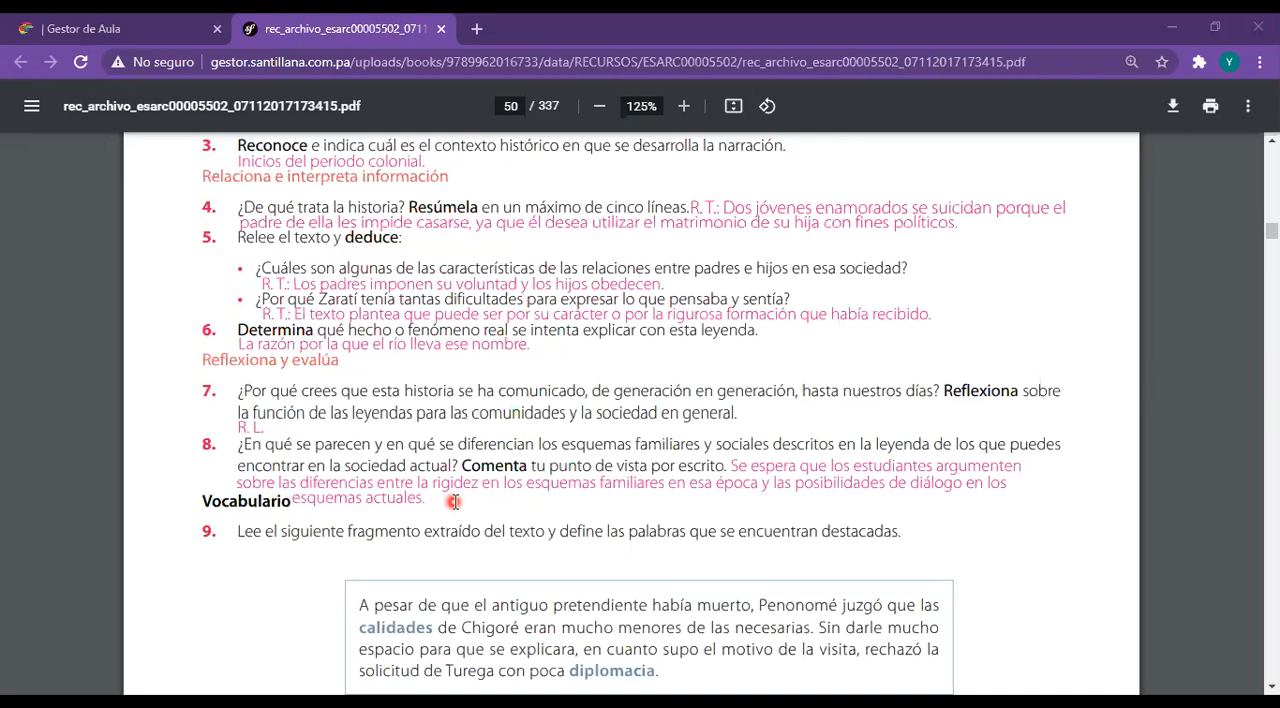 | Gestor de Aula
rec_archivo_esarc00005502_0711
No seguro
gestor.santillana.com.pa/uploads/books/9789962016733/data/RECURSOS/ESARC00005502/rec_archivo_esarc00005502_07112017173415.pdf
Y
rec_archivo_esarc00005502_07112017173415.pdf
50 / 337
125%
3. Reconoce e indica cuál es el contexto histórico en que se desarrolla la narración.
Inicios del periodo colonial.
Relaciona e interpreta información
4. ¿De qué trata la historia? Resúmela en un máximo de cinco líneas. R. T.: Dos jóvenes enamorados se suicidan porque el
padre de ella les impide casarse, ya que él desea utilizar el matrimonio de su hija con fines políticos.
5. Relee el texto y deduce:
• ¿Cuáles son algunas de las características de las relaciones entre padres e hijos en esa sociedad?
R. T.: Los padres imponen su voluntad y los hijos obedecen.
• ¿Por qué Zaratí tenía tantas dificultades para expresar lo que pensaba y sentía?
R. T.: El texto plantea que puede ser por su carácter o por la rigurosa formación que había recibido.
6. Determina qué hecho o fenómeno real se intenta explicar con esta leyenda.
La razón por la que el río lleva ese nombre.
Reflexiona y evalúa
7. ¿Por qué crees que esta historia se ha comunicado, de generación en generación, hasta nuestros días? Reflexiona sobre
la función de las leyendas para las comunidades y la sociedad en general.
R. L.
8. ¿En qué se parecen y en qué se diferencian los esquemas familiares y sociales descritos en la leyenda de los que puedes
encontrar en la sociedad actual? Comenta tu punto de vista por escrito. Se espera que los estudiantes argumenten
sobre las diferencias entre la rigidez en los esquemas familiares en esa época y las posibilidades de diálogo en los
Vocabulario esquemas actuales.
9. Lee el siguiente fragmento extraído del texto y define las palabras que se encuentran destacadas.
A pesar de que el antiguo pretendiente había muerto, Penonomé juzgó que las
calidades de Chigoré eran mucho menores de las necesarias. Sin darle mucho
espacio para que se explicara, en cuanto supo el motivo de la visita, rechazó la
solicitud de Turega con poca diplomacia.